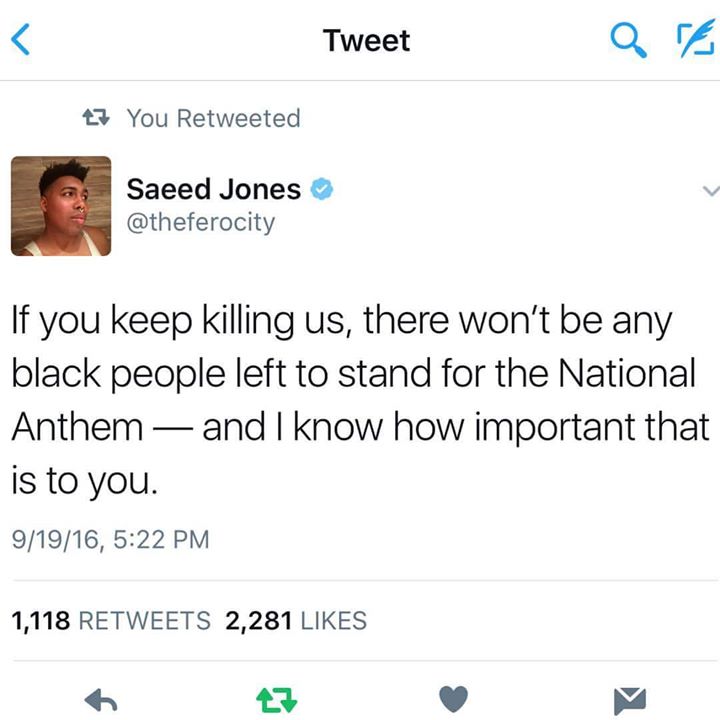 Tweet
You Retweeted
Saeed Jones
@theferocity
If you keep killing us, there won't be any
black people left to stand for the National
Anthem — and I know how important that
is to you.
9/19/16, 5:22 PM
1,118 RETWEETS 2,281 LIKES